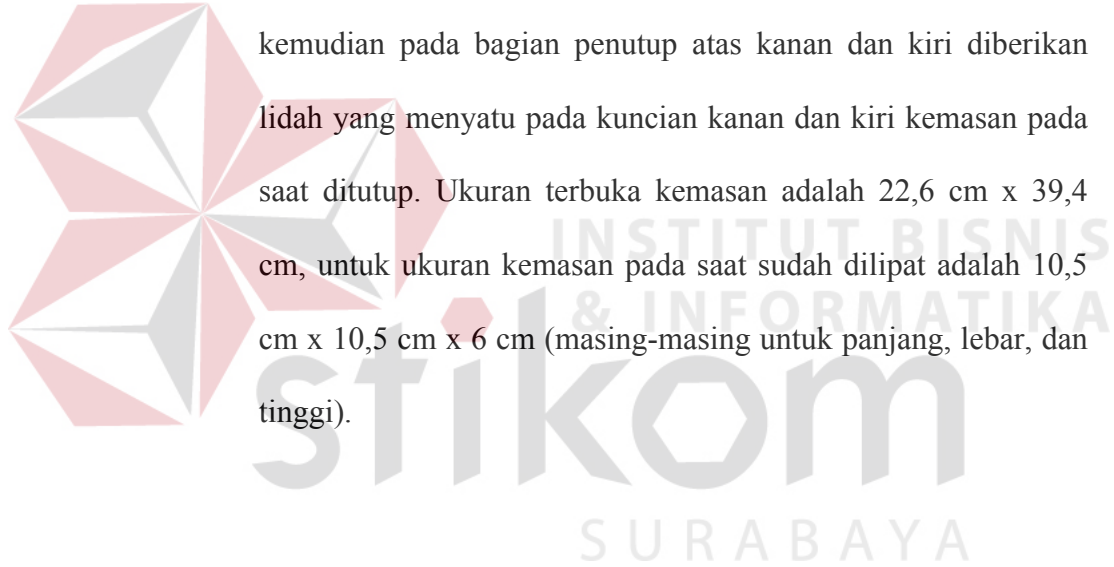 kemudian pada bagian penutup atas kanan dan kiri diberikan
lidah yang menyatu pada kuncian kanan dan kiri kemasan pada
saat ditutup. Ukuran terbuka kemasan adalah 22,6 cm x 39,4
INSTITUT BISNIS
cm, untuk ukuran kemasan pada saat sudah dilipat adalah 10,5
& INFORMATIKA
cm x 10,5 cm x 6 cm (masing-masing untuk panjang, lebar, dan
stikom
tinggi).
SURABAYA